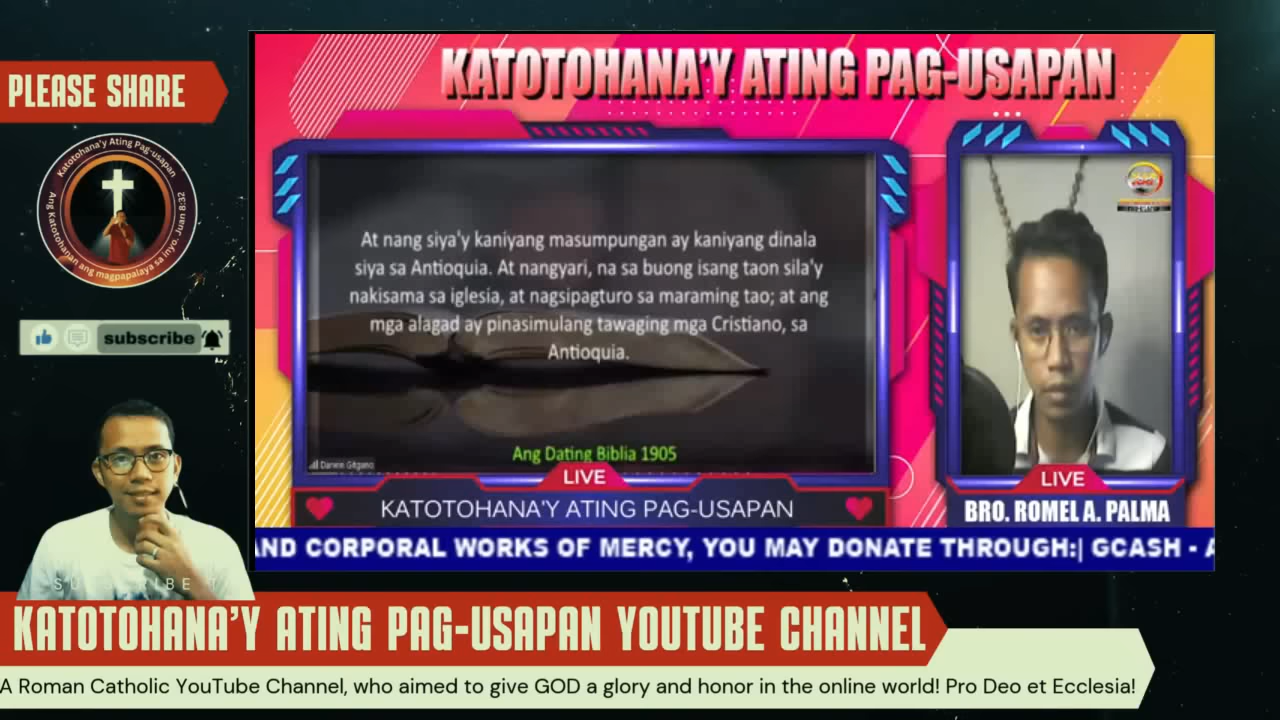 PLEASE SHARE
Katotohana'y Ating Pag-usapan
Ang Katotohanan ang magpapalaya sa inyo. Juan 8:32
subscribe
KATOTOHANA'Y ATING PAG-USAPAN
At nang siya'y kaniyang masumpungan ay kaniyang dinala
siya sa Antioquia. At nangyari, na sa buong isang taon sila'y
nakisama sa iglesia, at nagsipagturo sa maraming tao; at ang
mga alagad ay pinasimulang tawaging mga Cristiano, sa
Antioquia.
Ang Dating Biblia 1905
Darwin Gitgano
LIVE
KATOTOHANA'Y ATING PAG-USAPAN
LIVE
BRO. ROMEL A. PALMA
AND CORPORAL WORKS OF MERCY, YOU MAY DONATE THROUGH:| GCASH - A
KATOTOHANA'Y ATING PAG-USAPAN YOUTUBE CHANNEL
A Roman Catholic YouTube Channel, who aimed to give GOD a glory and honor in the online world! Pro Deo et Ecclesia!